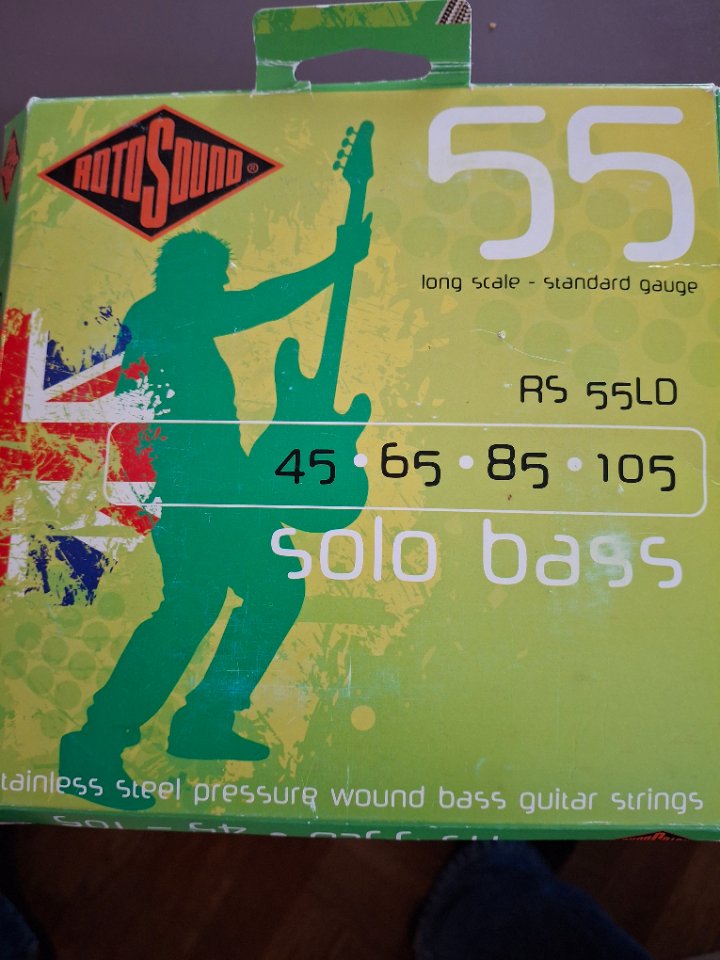 ROTOSOUND®
55
long scale - standard gauge
RS 55LD
45 • 65 • 85 • 105
solo bass
tainless steel pressure wound bass guitar strings